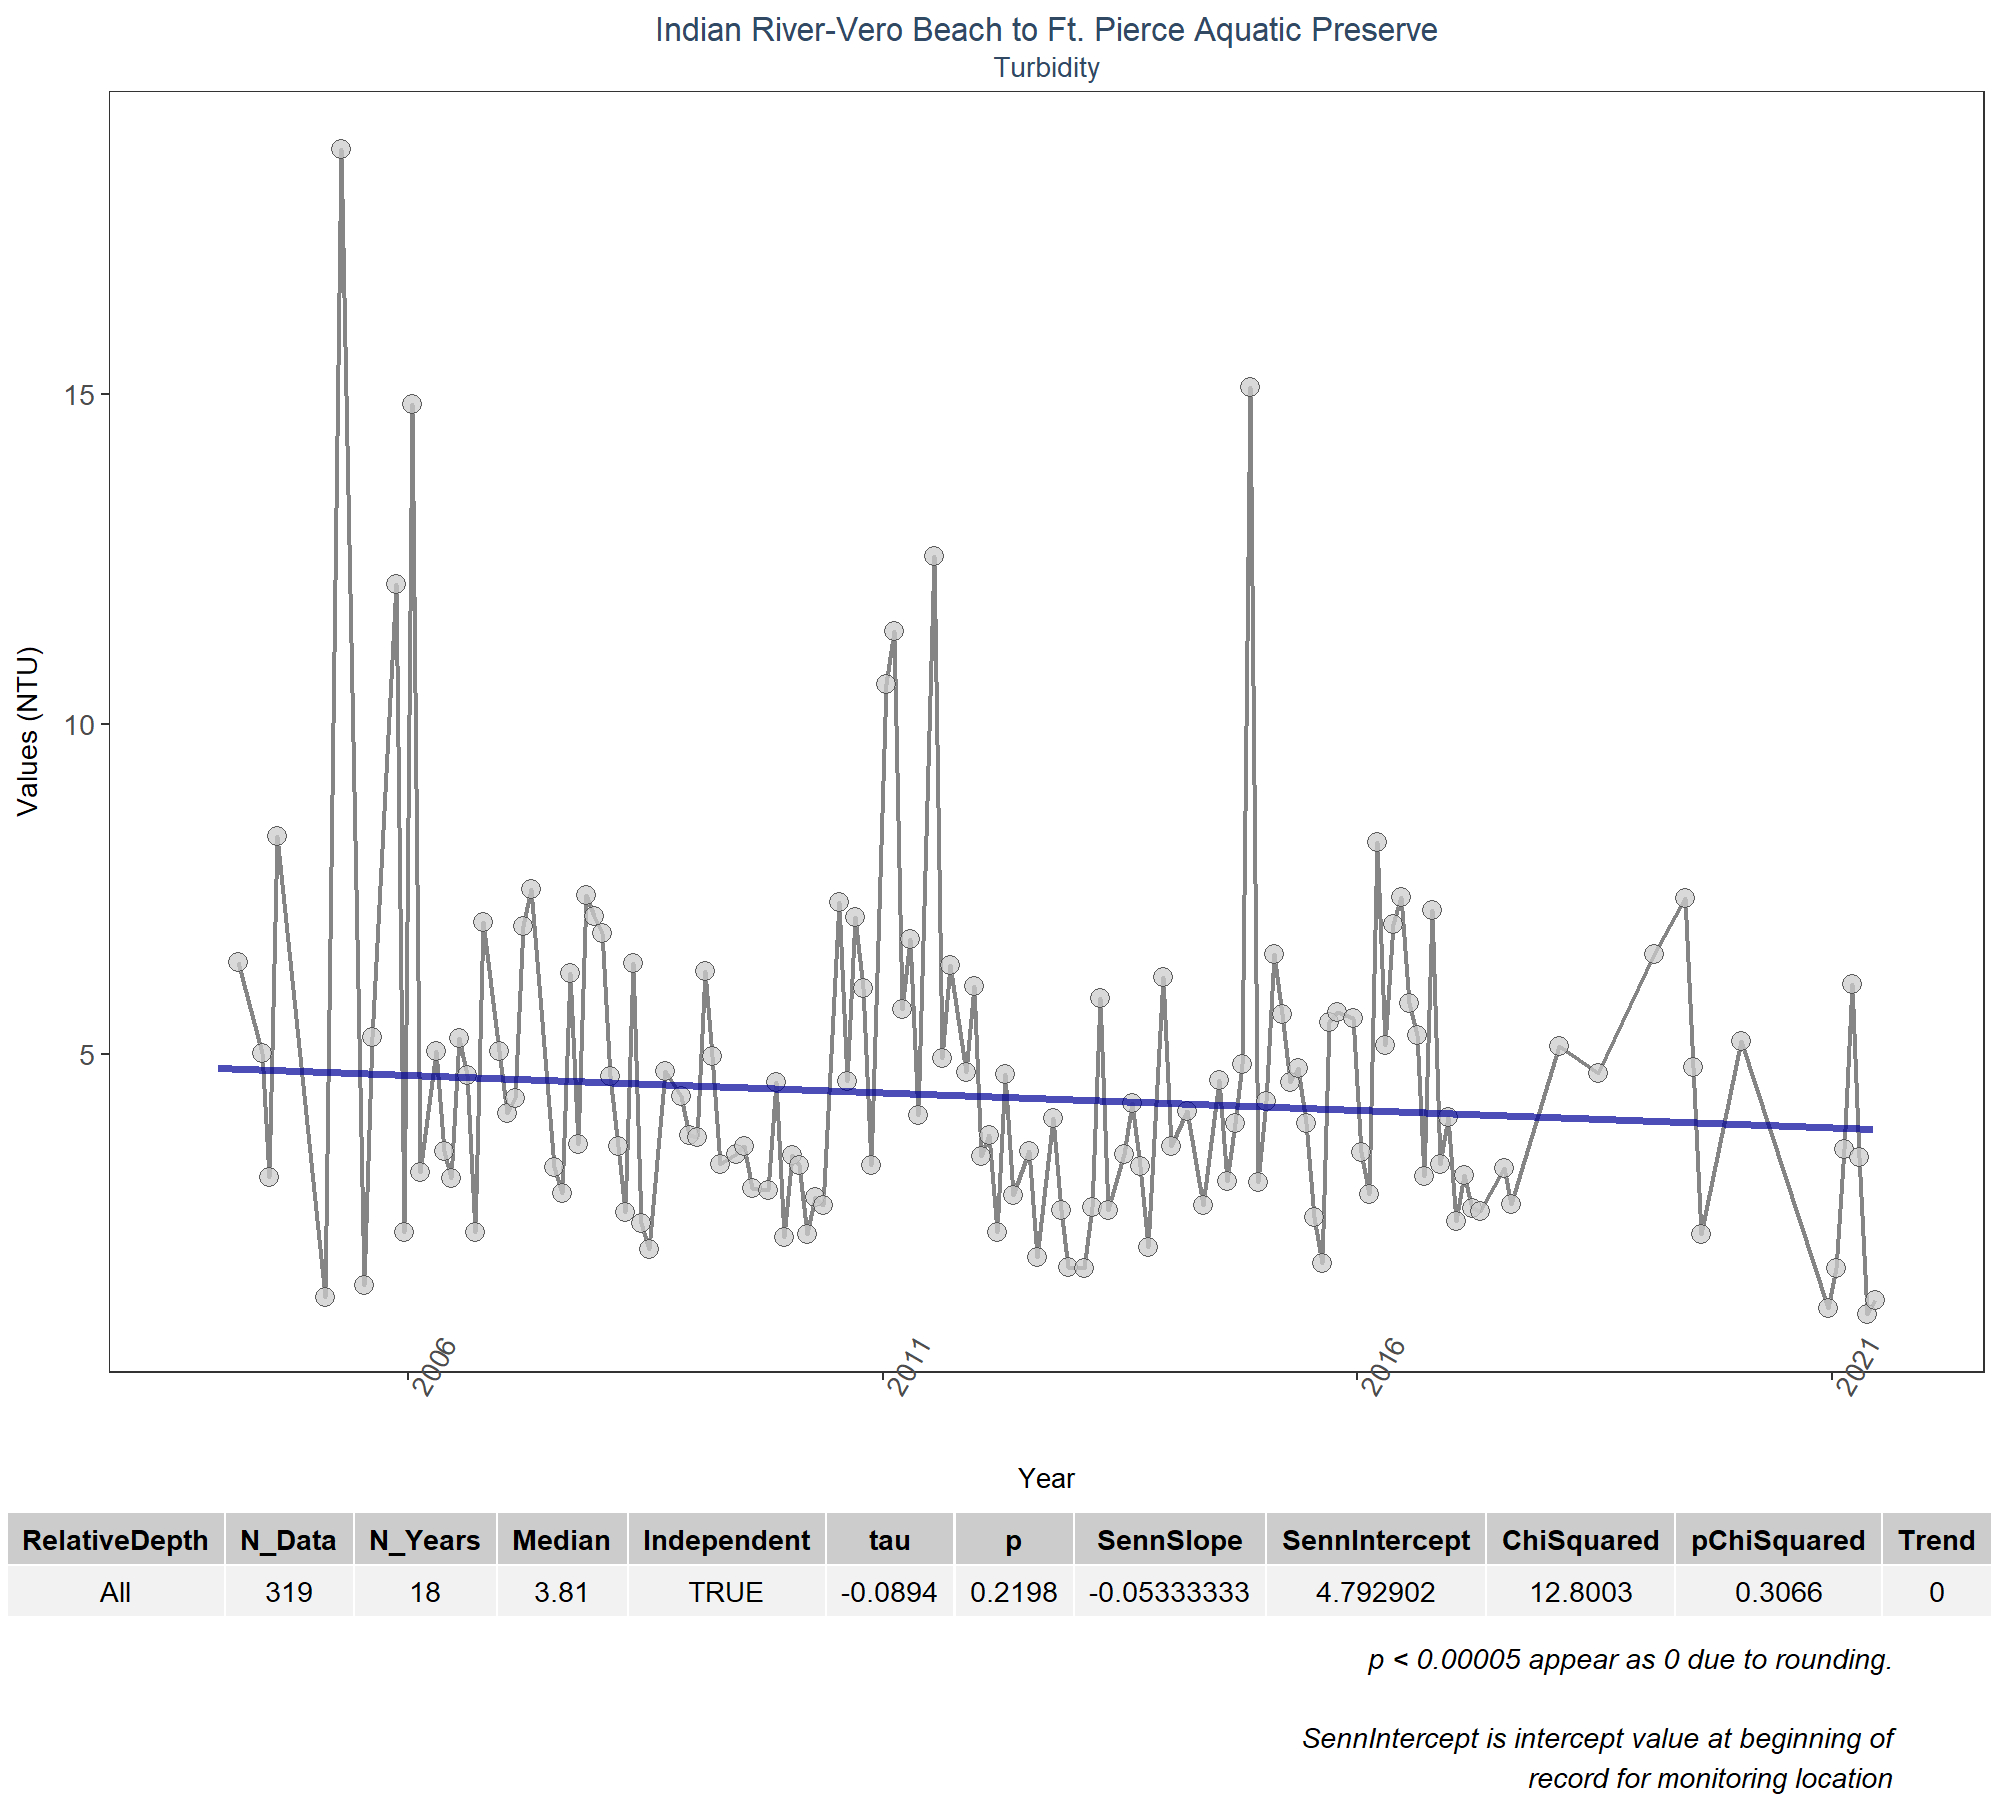 Indian River-Vero Beach to Ft. Pierce Aquatic Preserve
Turbidity
Values (NTU)
15
10
5
2006 2011 2016 2021
Year
RelativeDepth N_Data N_Years Median Independent tau p SennSlope SennIntercept ChiSquared pChiSquared Trend
All 319 18 3.81 TRUE -0.0894 0.2198 -0.05333333 4.792902 12.8003 0.3066 0
p < 0.00005 appear as 0 due to rounding.
SennIntercept is intercept value at beginning of
record for monitoring location